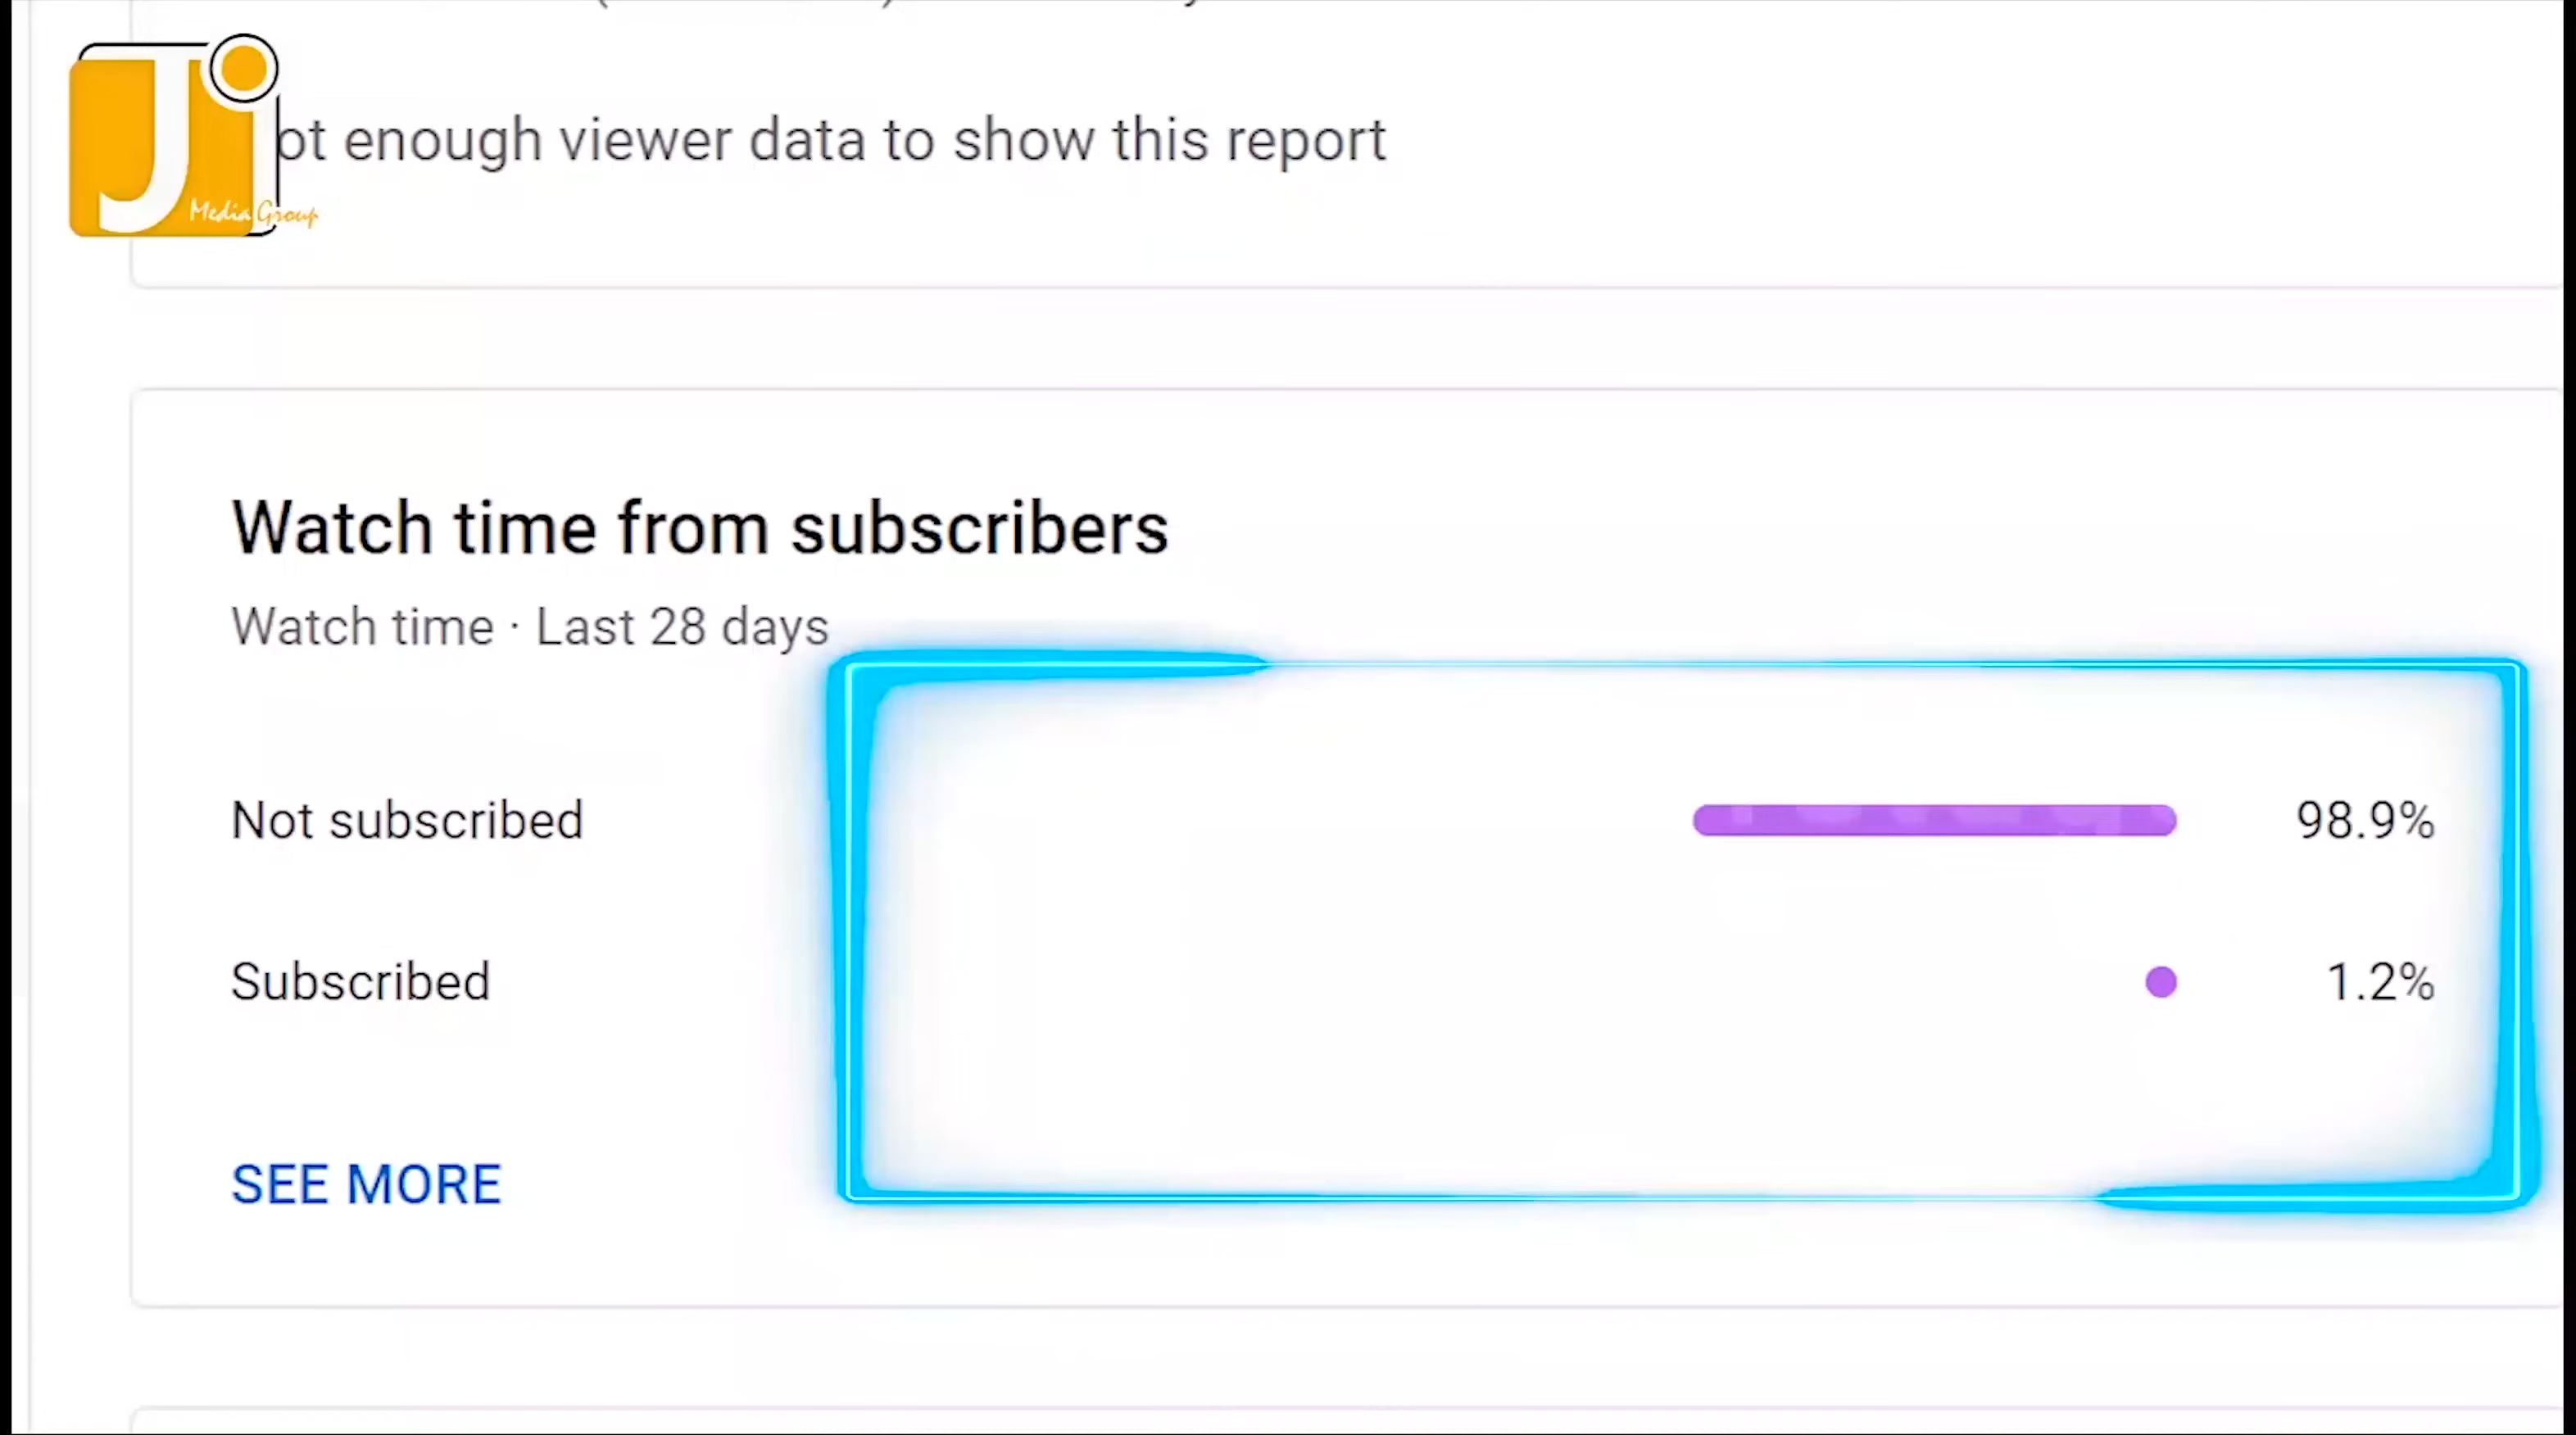 Ji
Media Group
ot enough viewer data to show this report
Watch time from subscribers
Watch time · Last 28 days
Not subscribed 98.9%
Subscribed 1.2%
SEE MORE